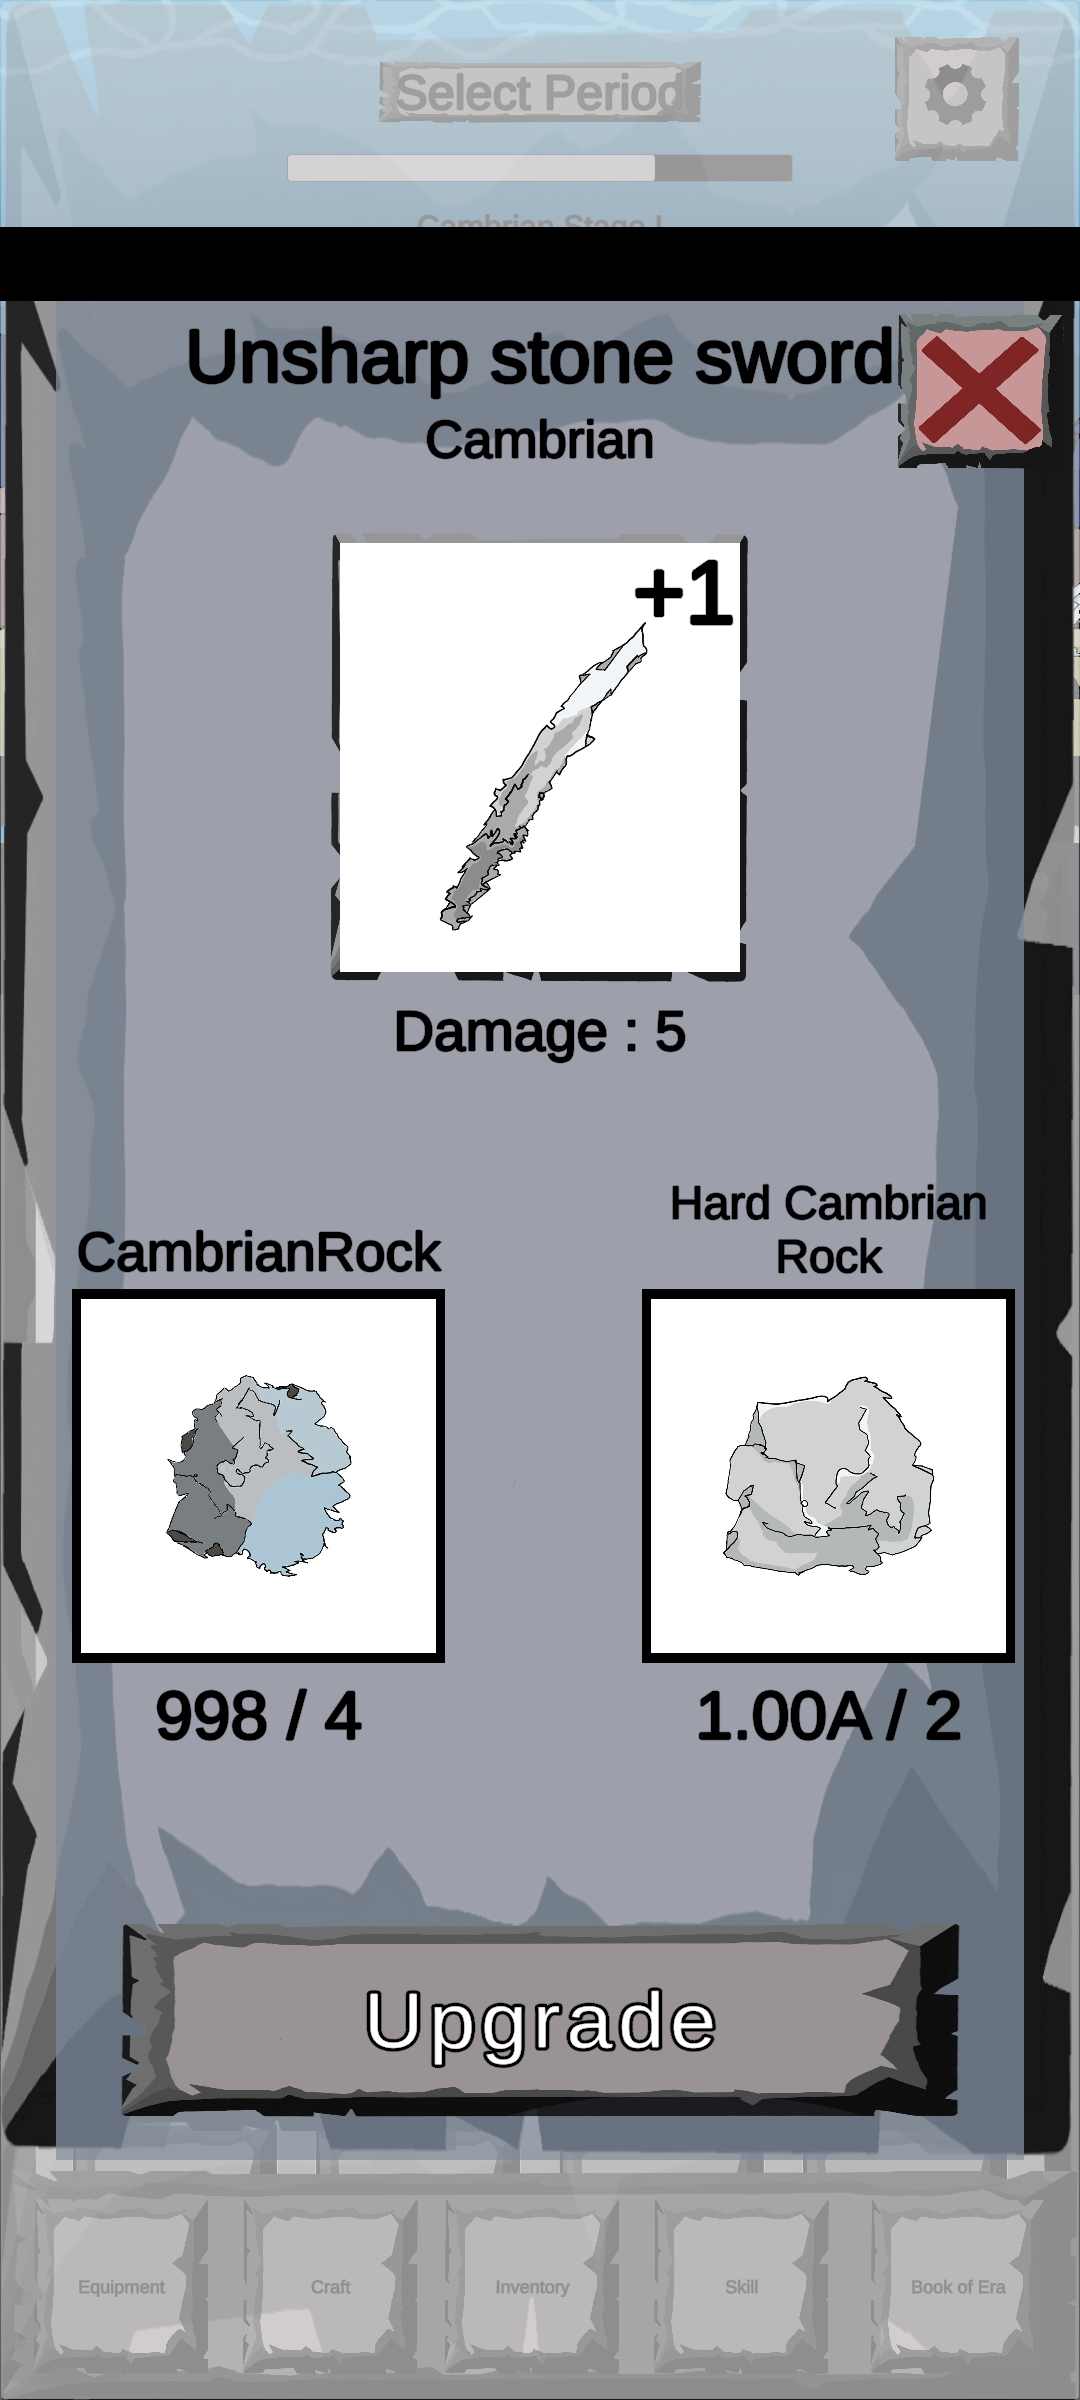 Select Period
Cambrian Stage I
Unsharp stone sword
Cambrian
+1
Damage : 5
Hard Cambrian
Rock
CambrianRock
998 / 4
1.00A / 2
Upgrade
Equipment
Craft
Inventory
Skill
Book of Era